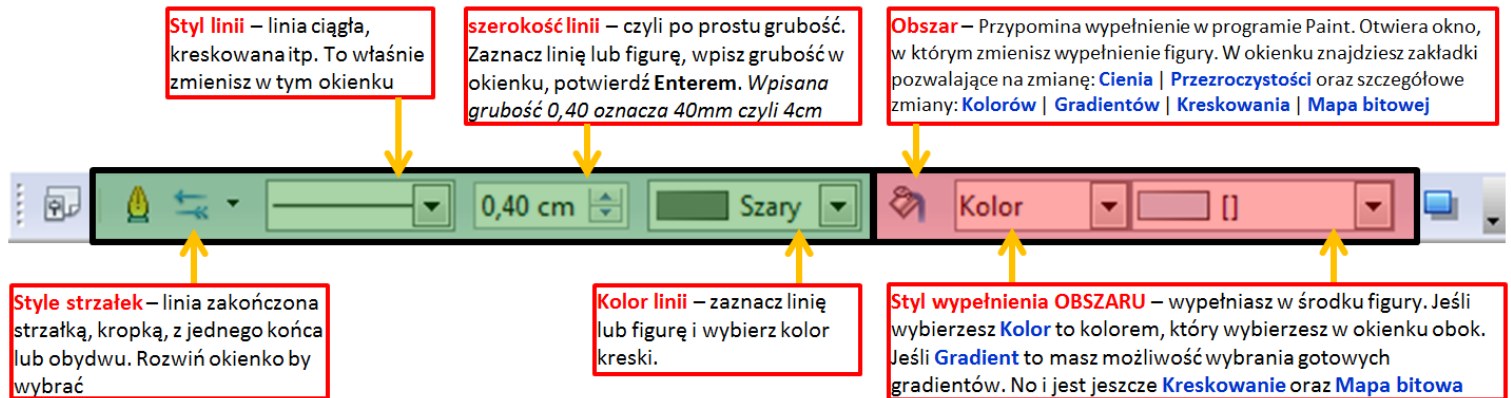 Styl linii – linia ciągła,
kreskowana itp. To właśnie
zmienisz w tym okienku
szerokość linii – czyli po prostu grubość.
Zaznacz linię lub figurę, wpisz grubość w
okienku, potwierdź Enterem. Wpisana
grubość 0,40 oznacza 40mm czyli 4cm
Obszar – Przypomina wypełnienie w programie Paint. Otwiera okno,
w którym zmienisz wypełnienie figury. W okienku znajdziesz zakładki
pozwalające na zmianę: Cienia | Przezroczystości oraz szczegółowe
zmiany: Kolorów | Gradientów | Kreskowania | Mapa bitowej
0,40 cm Szary Kolor []
Style strzałek – linia zakończona
strzałką, kropką, z jednego końca
lub obydwu. Rozwiń okienko by
wybrać
Kolor linii – zaznacz linię
lub figurę i wybierz kolor
kreski.
Styl wypełnienia OBSZARU – wypełniasz w środku figury. Jeśli
wybierzesz Kolor to kolorem, który wybierzesz w okienku obok.
Jeśli Gradient to masz możliwość wybrania gotowych
gradientów. No i jest jeszcze Kreskowanie oraz Mapa bitowa